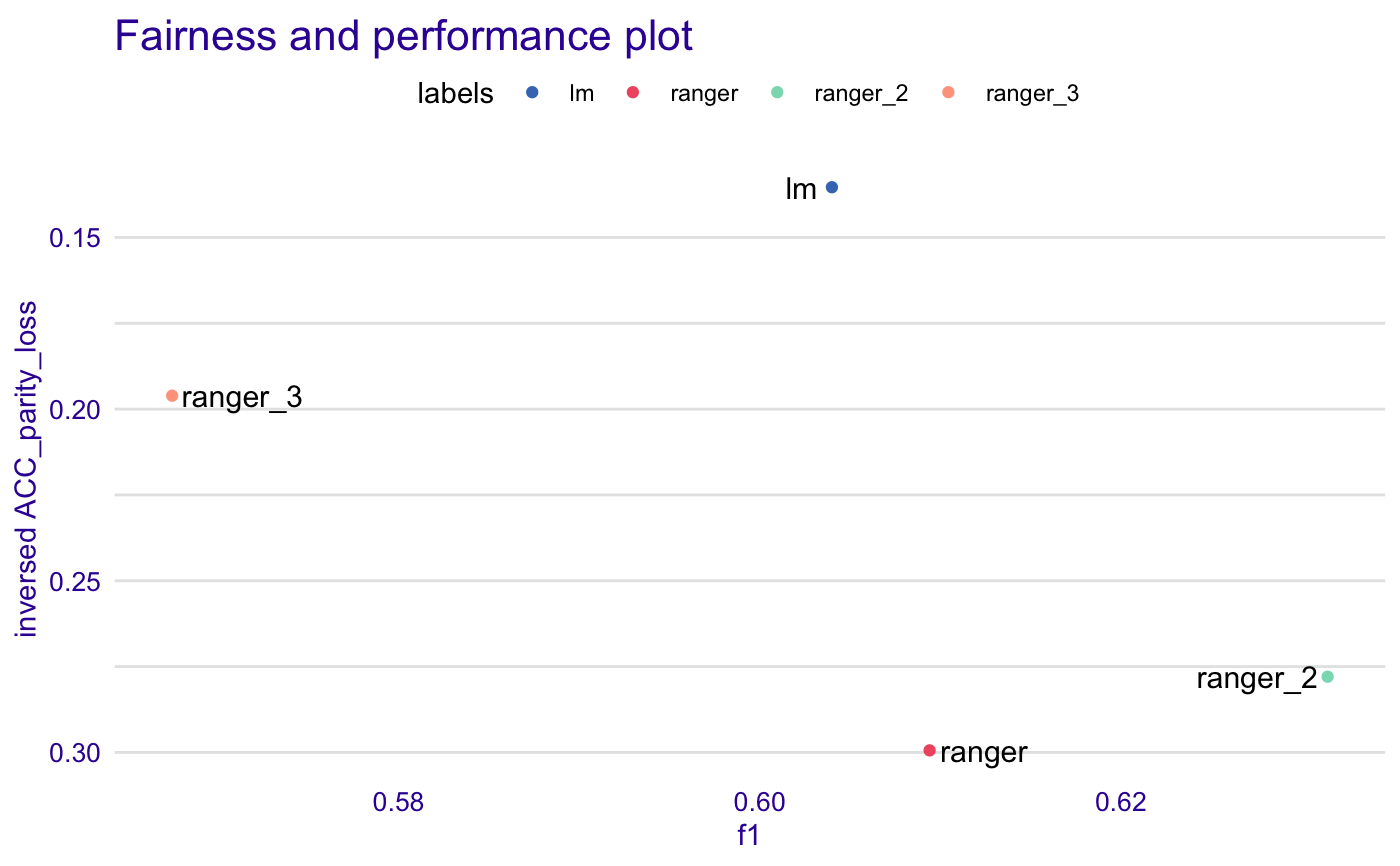 Fairness and performance plot
labels lm ranger ranger_2 ranger_3
lm
0.15
ranger_3
0.20
inversed ACC_parity_loss
0.25
ranger_2
ranger
0.30
0.58 0.60 0.62
f1